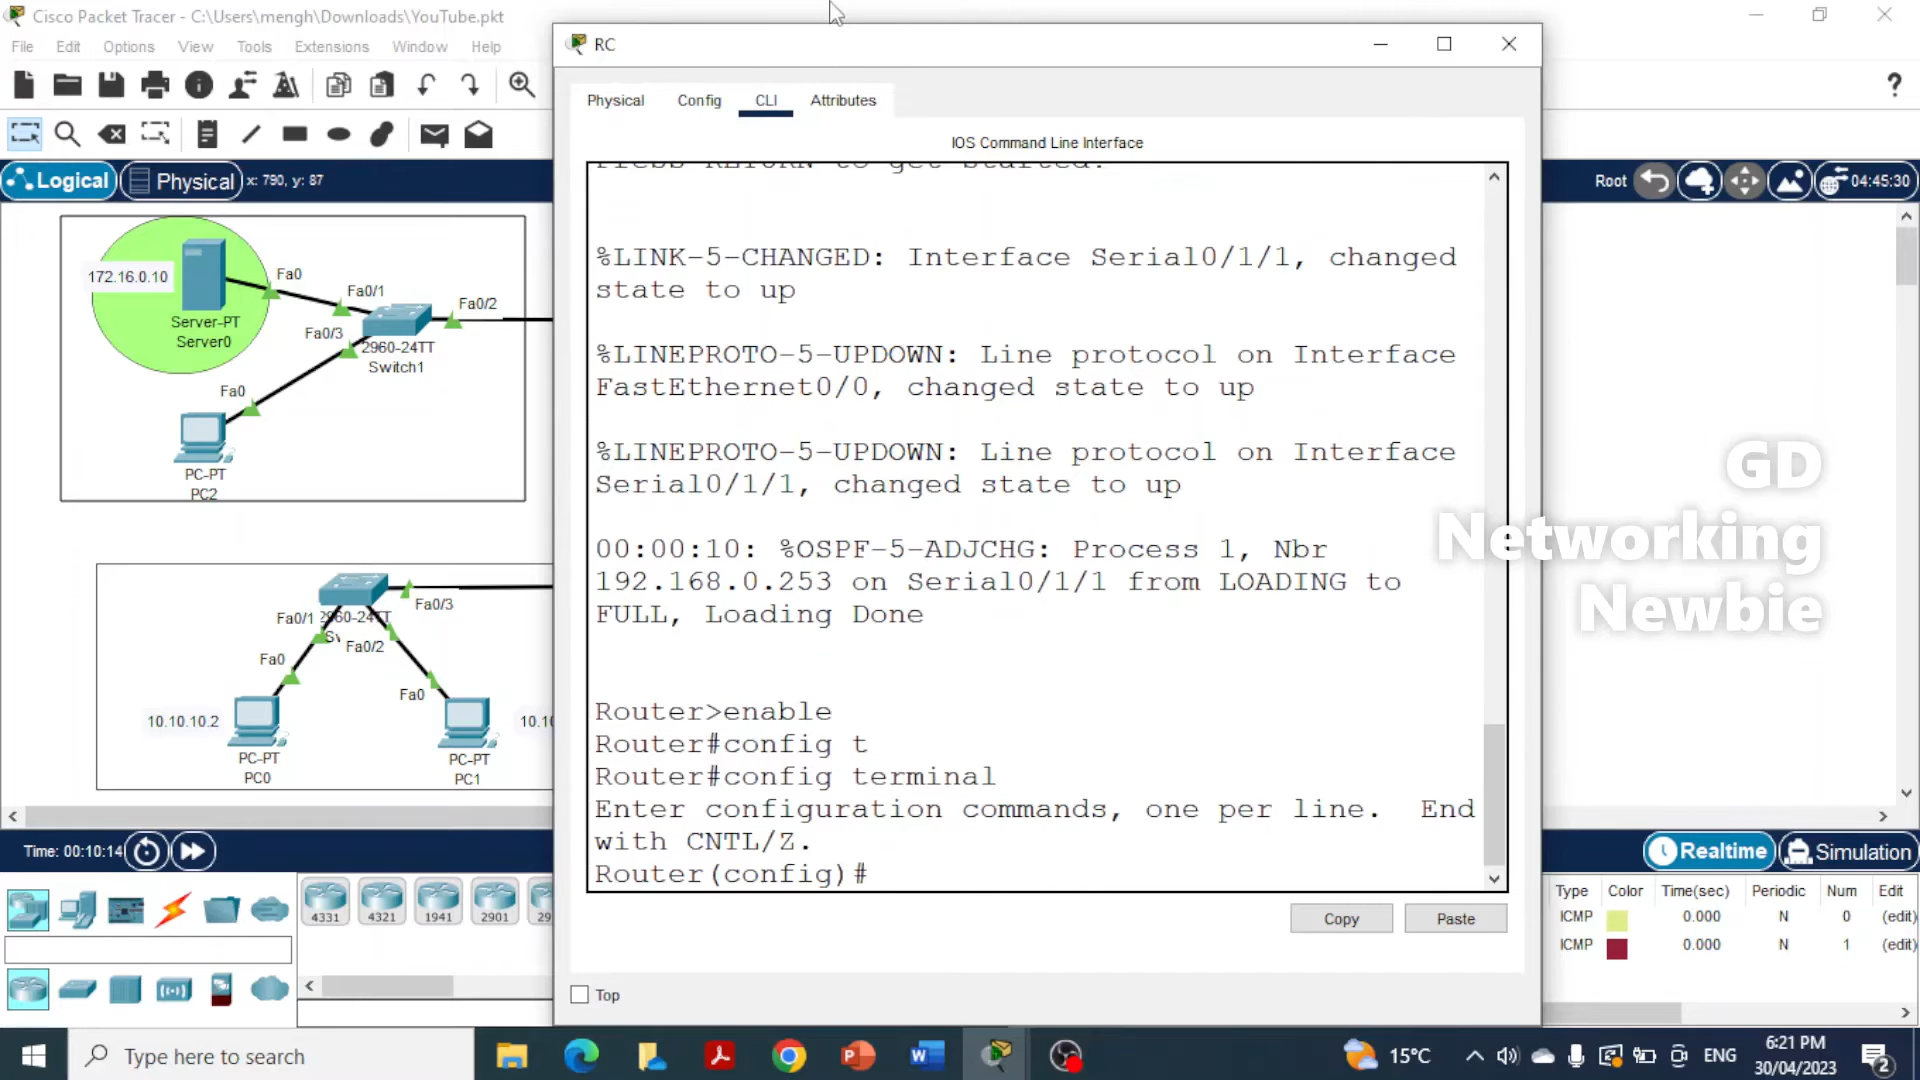 Cisco Packet Tracer - C:\Users\mengh\Downloads\YouTube.pkt
File Edit Options View Tools Extensions Window Help
Logical
Physical
x: 790, y: 87
Root
04:45:30
172.16.0.10
Fa0
Fa0/1
Fa0/2
Server-PT
Server0
Fa0/3
2960-24TT
Switch1
Fa0
PC-PT
PC2
Fa0/3
Fa0/1
Fa0/2
Fa0
Fa0
10.10.10.2
PC-PT
PC0
PC-PT
PC1
RC
Physical Config CLI Attributes
IOS Command Line Interface
Press RETURN to get started.
%LINK-5-CHANGED: Interface Serial0/1/1, changed
state to up
%LINEPROTO-5-UPDOWN: Line protocol on Interface
FastEthernet0/0, changed state to up
%LINEPROTO-5-UPDOWN: Line protocol on Interface
Serial0/1/1, changed state to up
00:00:10: %OSPF-5-ADJCHG: Process 1, Nbr
192.168.0.253 on Serial0/1/1 from LOADING to
FULL, Loading Done
Router>enable
Router#config t
Router#config terminal
Enter configuration commands, one per line. End
with CNTL/Z.
Router(config)#
Copy Paste
Top
GD
Networking
Newbie
Time: 00:10:14
Realtime
Simulation
4331 4321 1941 2901 29
Type Color Time(sec) Periodic Num Edit
ICMP 0.000 N 0 (edit)
ICMP 0.000 N 1 (edit)
Type here to search
15°C
ENG
6:21 PM
30/04/2023
2